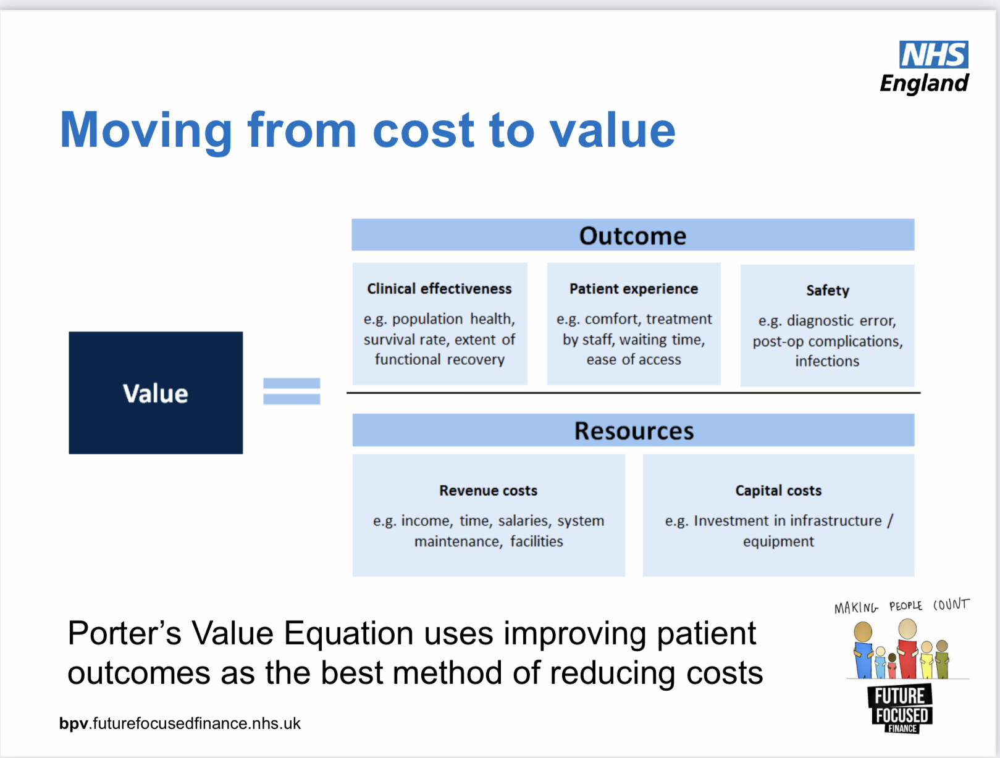 NHS
England
Moving from cost to value
Outcome
Clinical effectiveness
e.g. population health,
survival rate, extent of
functional recovery
Patient experience
e.g. comfort, treatment
by staff, waiting time,
ease of access
Safety
e.g. diagnostic error,
post-op complications,
infections
Value
Resources
Revenue costs
e.g. income, time, salaries, system
maintenance, facilities
Capital costs
e.g. Investment in infrastructure /
equipment
Porter’s Value Equation uses improving patient
outcomes as the best method of reducing costs
MAKING PEOPLE COUNT
FUTURE
FOCUSED
FINANCE
bpv.futurefocusedfinance.nhs.uk